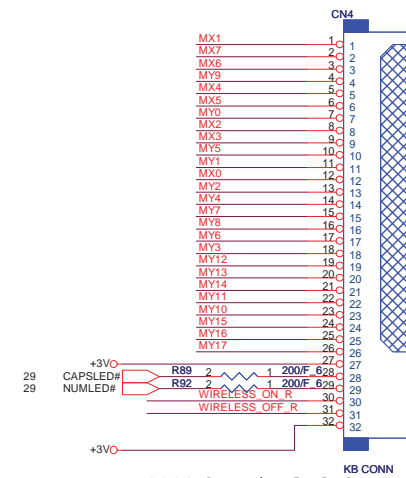 CN4
MX1 1 1
MX7 2 2
MX6 3 3
MY9 4 4
MX4 5 5
MX5 6 6
MY0 7 7
MX2 8 8
MX3 9 9
MY5 10 10
MY1 11 11
MX0 12 12
MY2 13 13
MY4 14 14
MY7 15 15
MY8 16 16
MY6 17 17
MY3 18 18
MY12 19 19
MY13 20 20
MY14 21 21
MY11 22 22
MY10 23 23
MY15 24 24
MY16 25 25
MY17 26 26
+3V 27 27
29 CAPSLED# R89 2 1 200/F_6 28 28
29 NUMLED# R92 2 1 200/F_6 29 29
WIRELESS_ON_R 30 30
WIRELESS_OFF_R 31 31
32 32
+3V
KB CONN